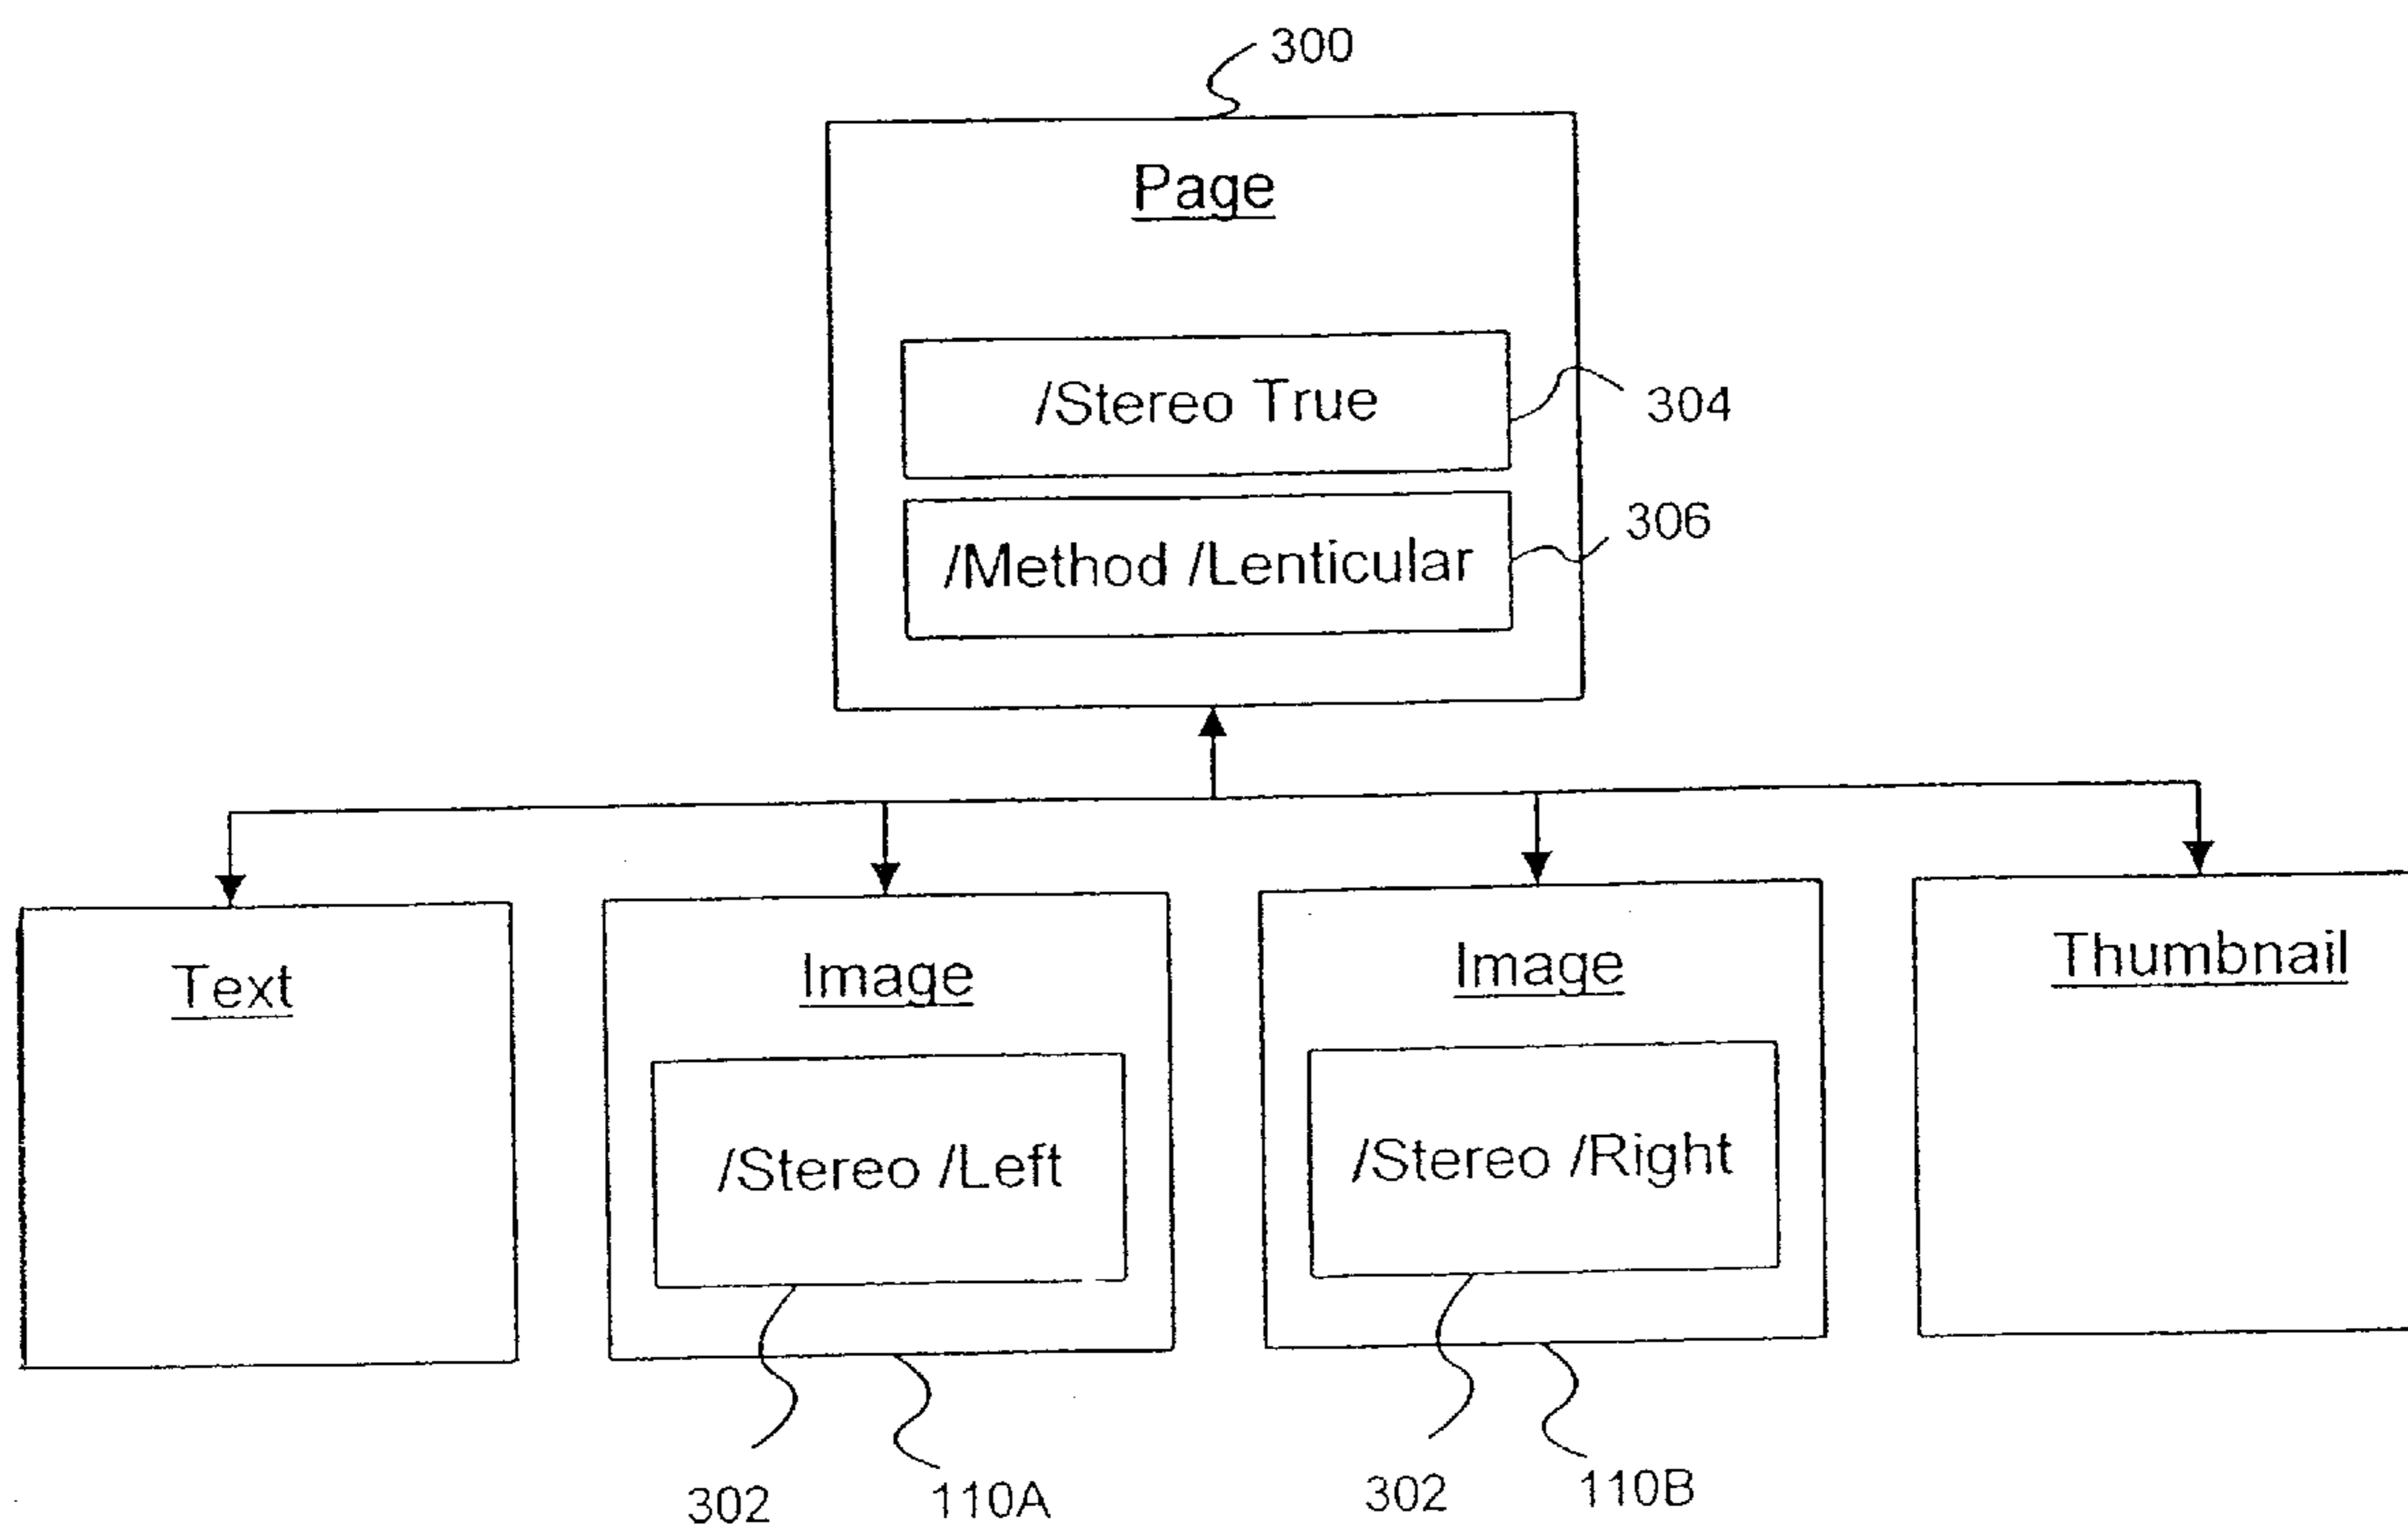 300
Page
/Stereo True
304
/Method /Lenticular
306
Text
Image
Image
Thumbnail
/Stereo /Left
/Stereo /Right
302
110A
302
110B